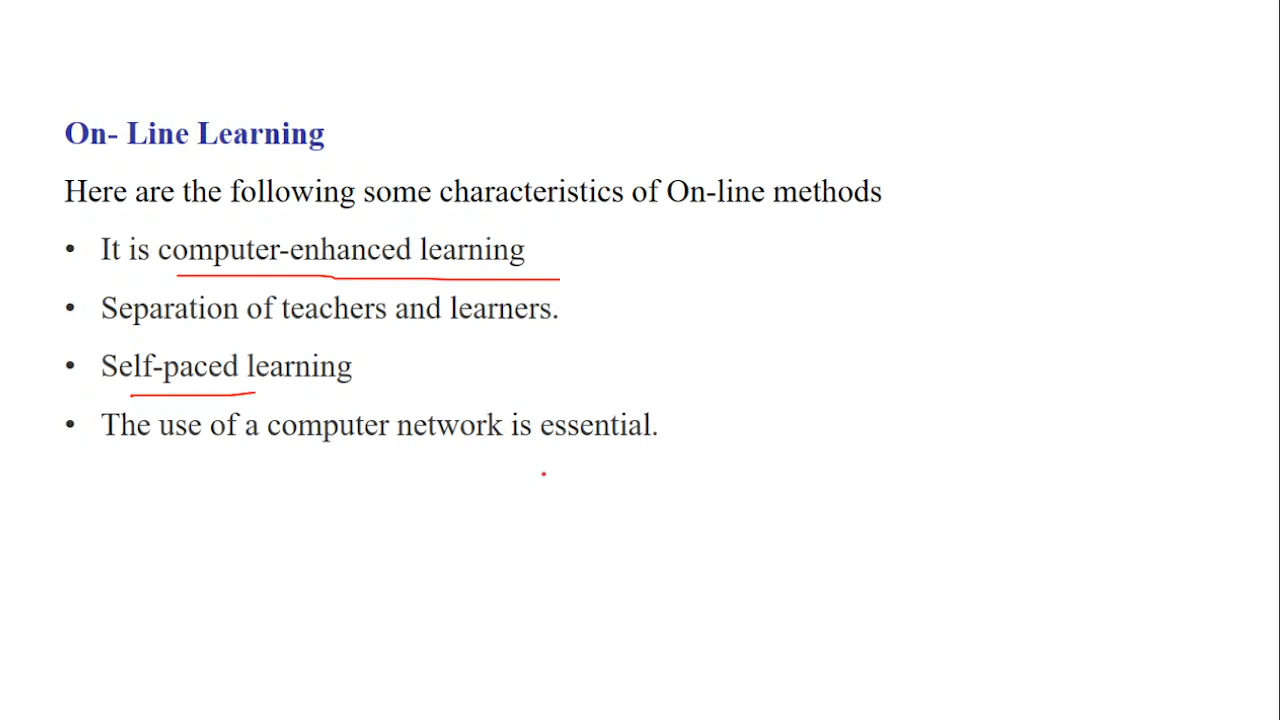 On- Line Learning
Here are the following some characteristics of On-line methods
• It is computer-enhanced learning
• Separation of teachers and learners.
• Self-paced learning
• The use of a computer network is essential.